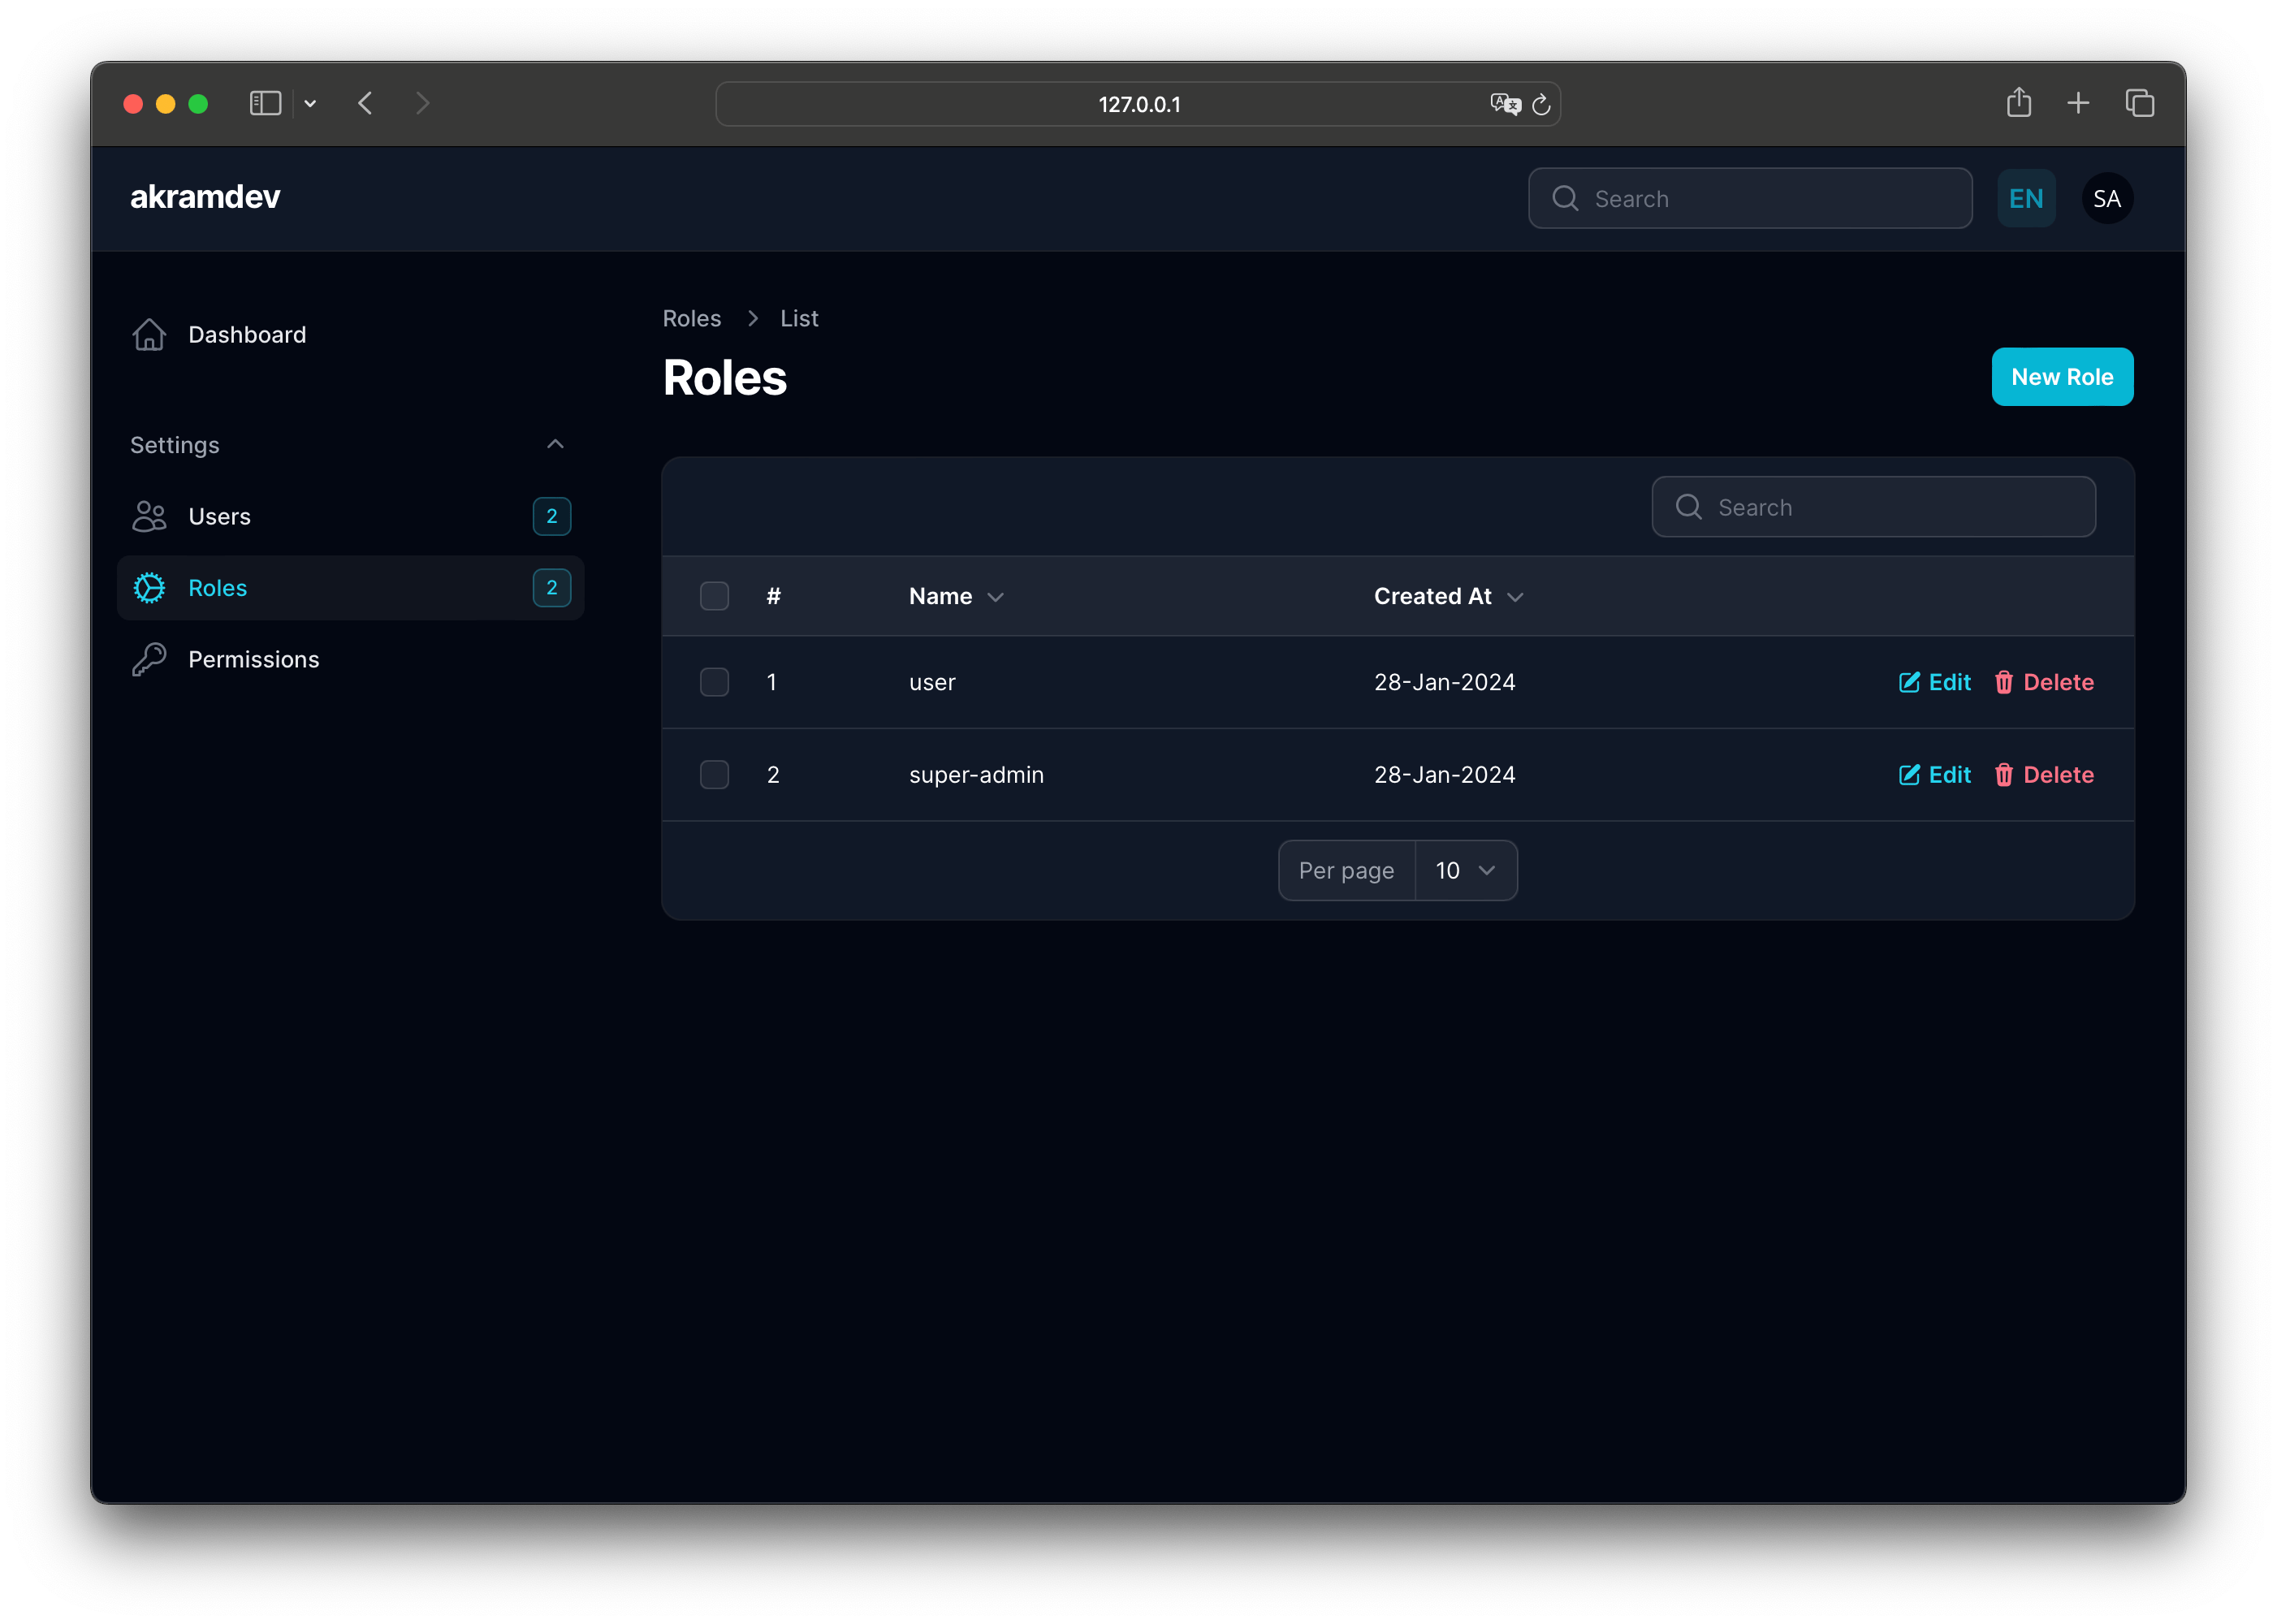 127.0.0.1
akramdev
Search
EN
SA
Dashboard
Settings
Users 2
Roles 2
Permissions
Roles > List
Roles
New Role
Search
# Name Created At
1 user 28-Jan-2024 Edit Delete
2 super-admin 28-Jan-2024 Edit Delete
Per page 10